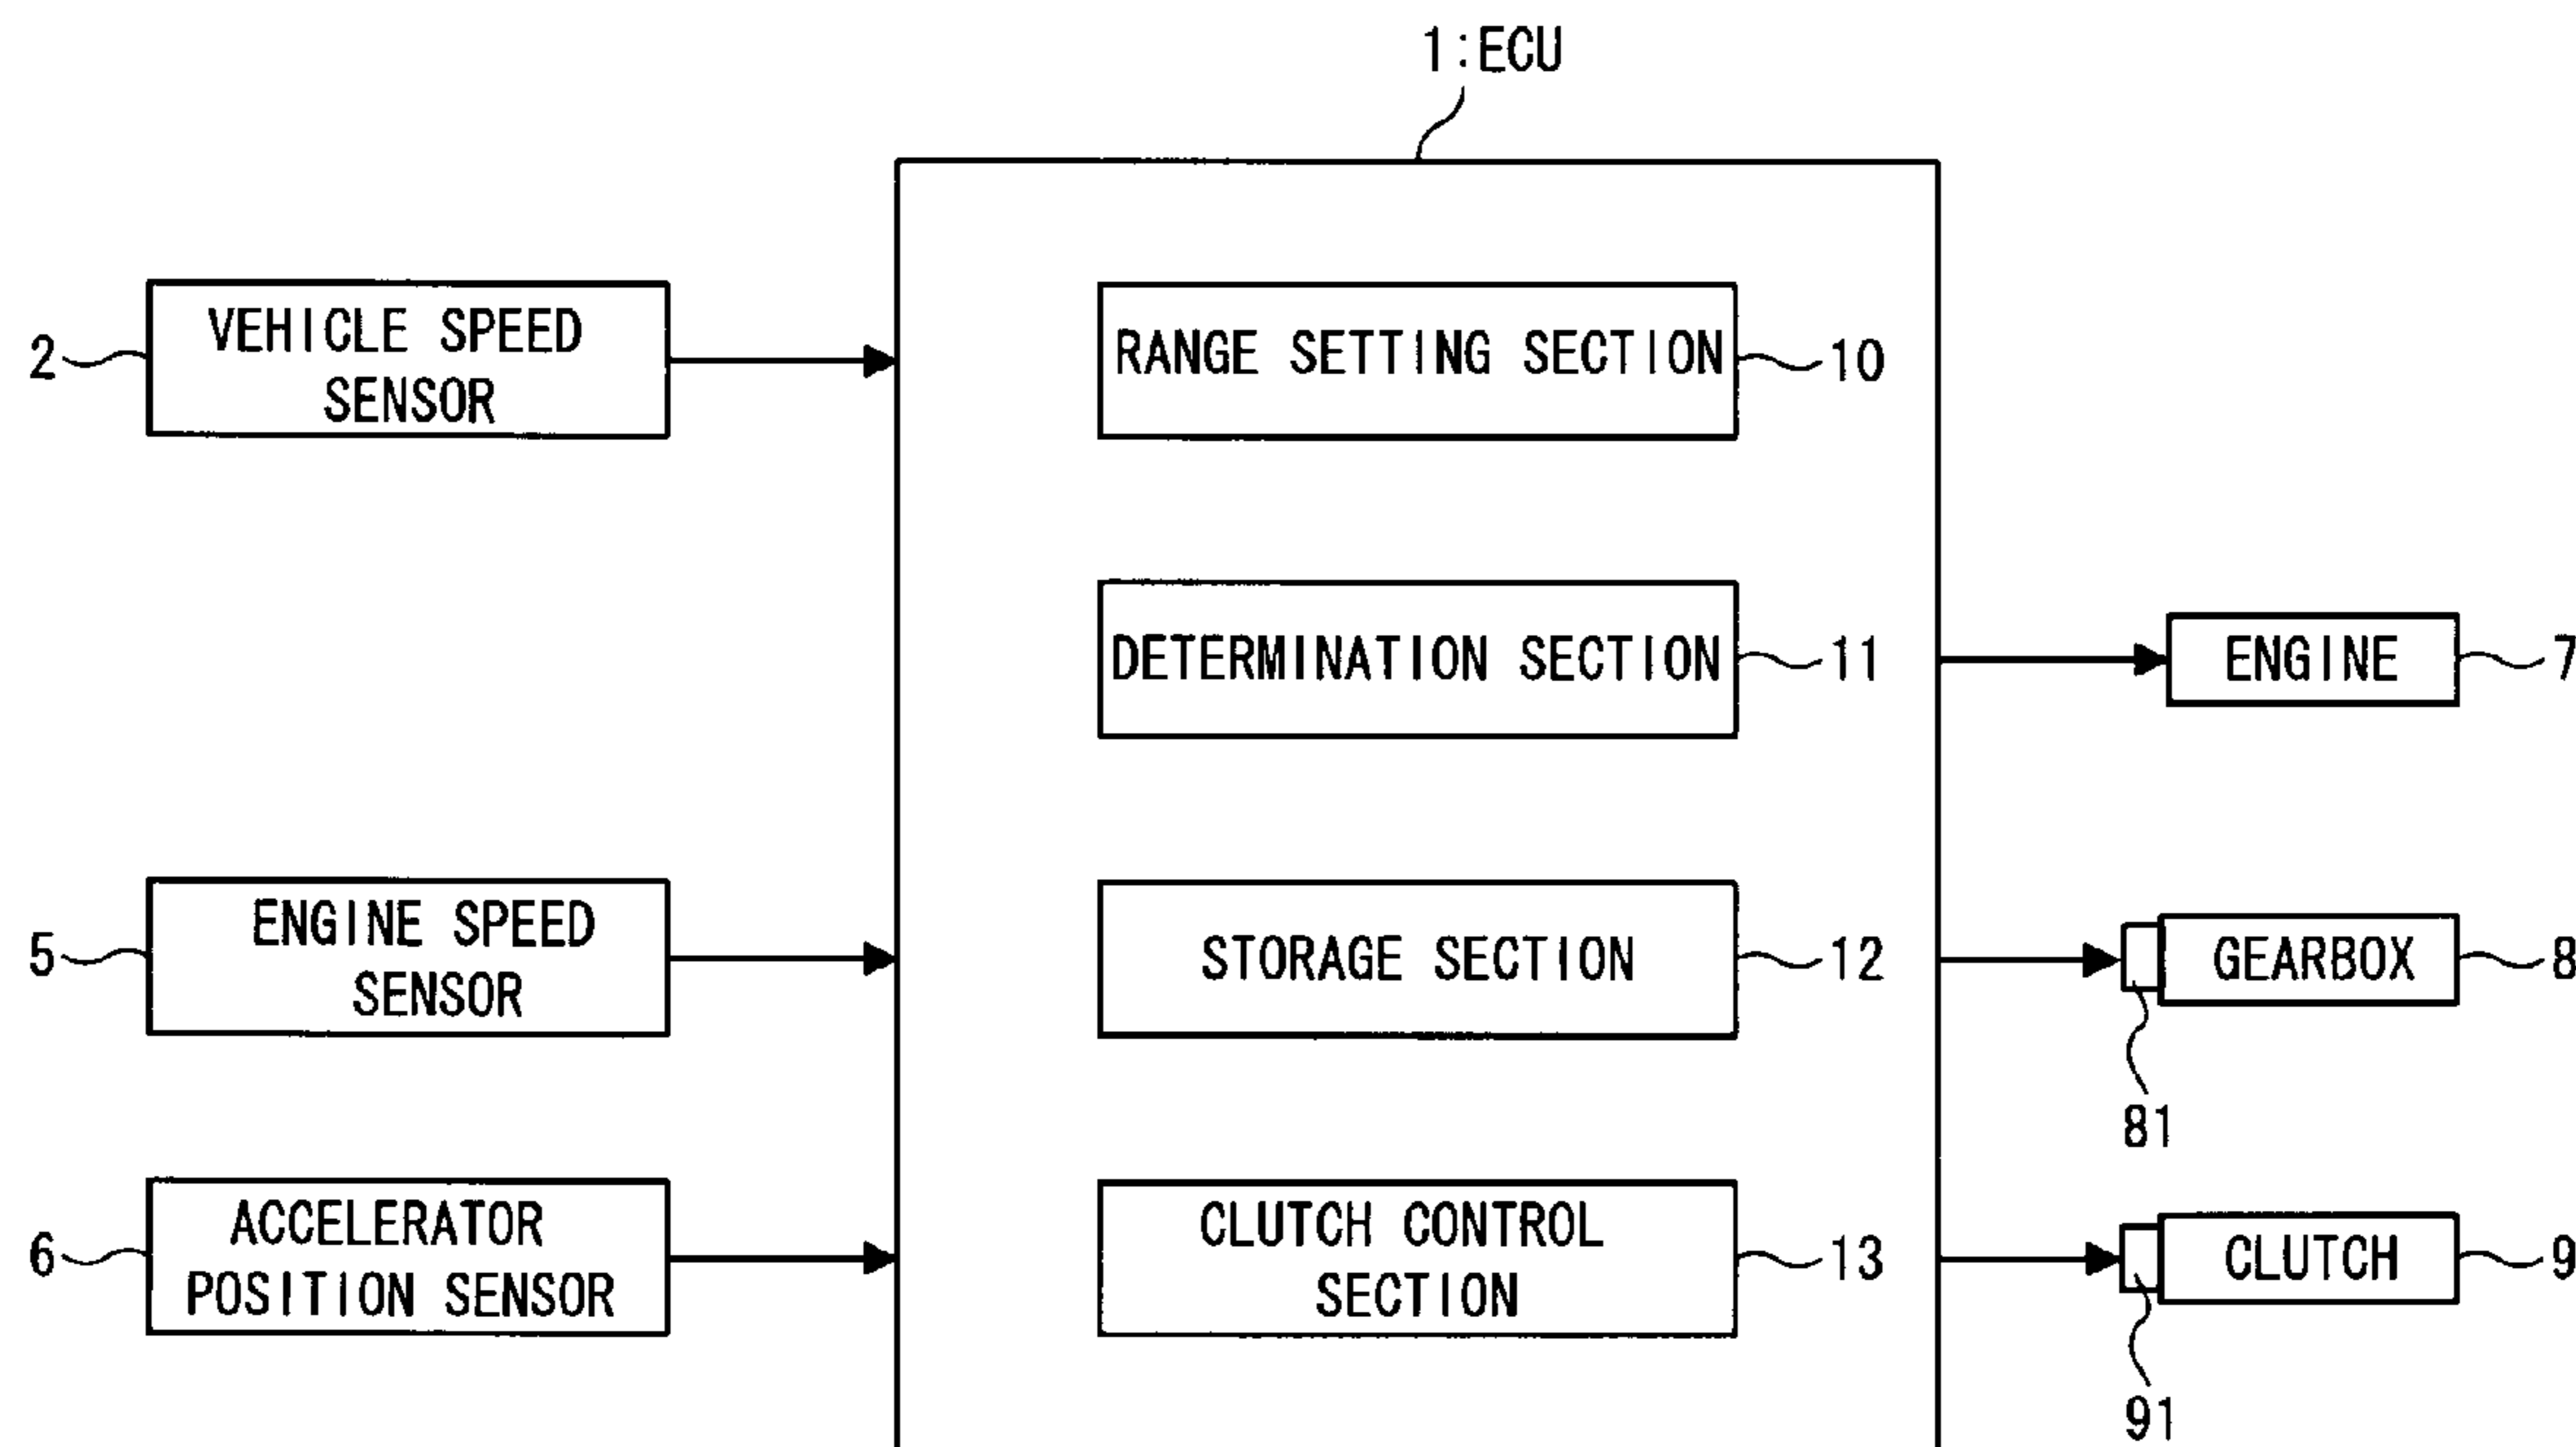 1:ECU
2
VEHICLE SPEED
SENSOR
RANGE SETTING SECTION
10
DETERMINATION SECTION
11
ENGINE
7
5
ENGINE SPEED
SENSOR
STORAGE SECTION
12
GEARBOX
8
81
6
ACCELERATOR
POSITION SENSOR
CLUTCH CONTROL
SECTION
13
CLUTCH
9
91